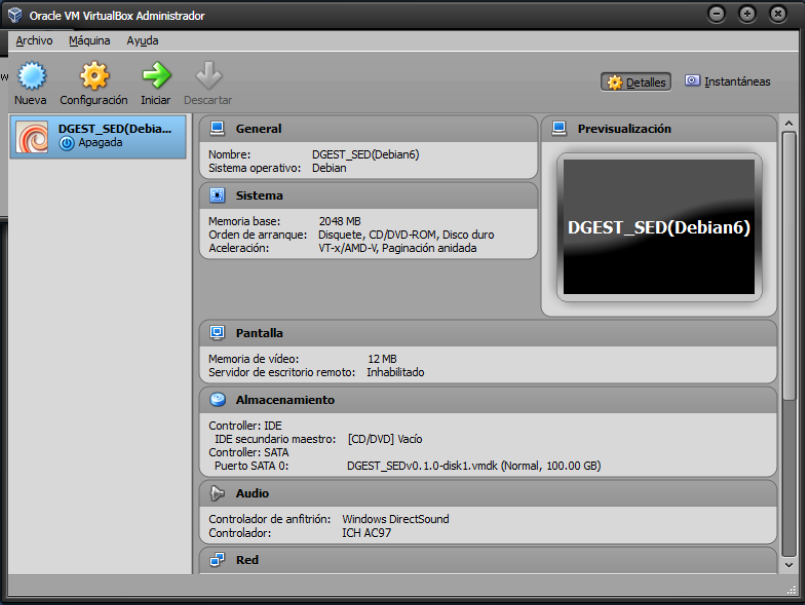 Oracle VM VirtualBox Administrador
Archivo Máquina Ayuda
Nueva Configuración Iniciar Descartar
Detalles Instantáneas
DGEST_SED(Debia...
Apagada
General
Nombre: DGEST_SED(Debian6)
Sistema operativo: Debian
Sistema
Memoria base: 2048 MB
Orden de arranque: Disquete, CD/DVD-ROM, Disco duro
Aceleración: VT-x/AMD-V, Paginación anidada
Previsualización
DGEST_SED(Debian6)
Pantalla
Memoria de vídeo: 12 MB
Servidor de escritorio remoto: Inhabilitado
Almacenamiento
Controller: IDE
IDE secundario maestro: [CD/DVD] Vacío
Controller: SATA
Puerto SATA 0: DGEST_SEDv0.1.0-disk1.vmdk (Normal, 100.00 GB)
Audio
Controlador de anfitrión: Windows DirectSound
Controlador: ICH AC97
Red